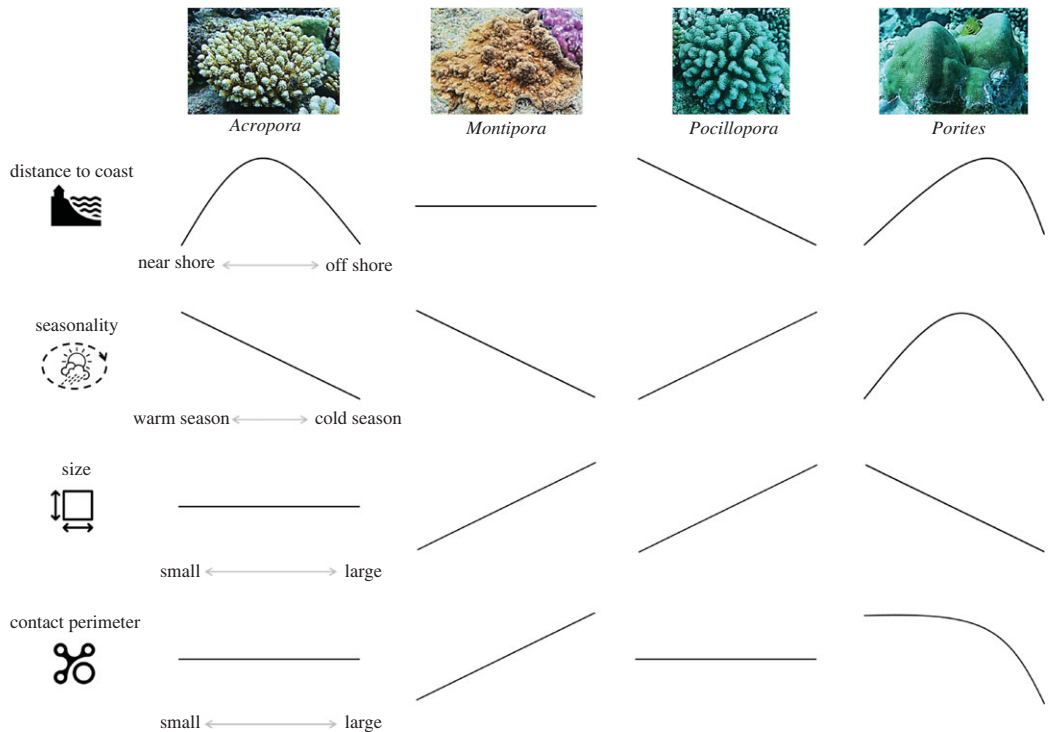 Acropora
Montipora
Pocillopora
Porites
distance to coast
near shore
off shore
seasonality
warm season
cold season
size
small
large
contact perimeter
small
large